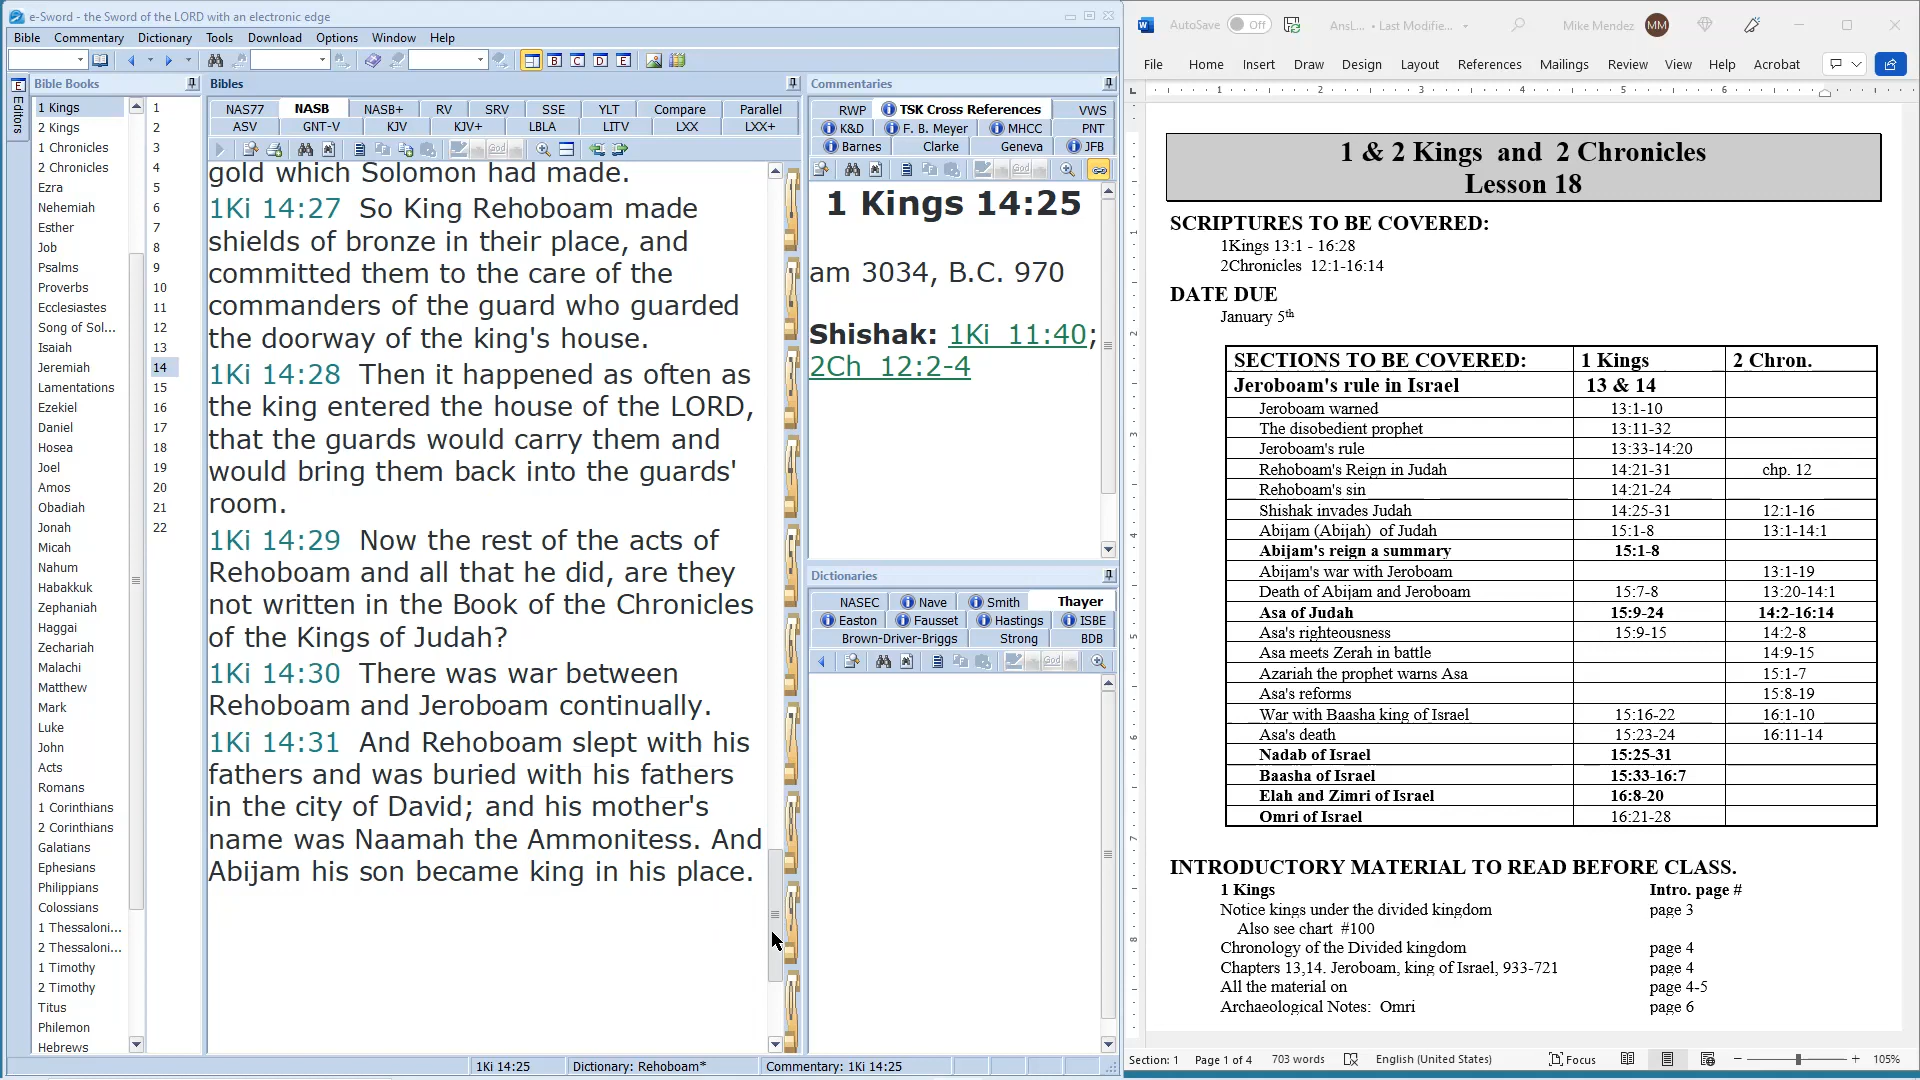 e-Sword - the Sword of the LORD with an electronic edge
Bible Commentary Dictionary Tools Download Options Window Help
B C D E
Editors
Bible Books
1 Kings
2 Kings
1 Chronicles
2 Chronicles
Ezra
Nehemiah
Esther
Job
Psalms
Proverbs
Ecclesiastes
Song of Sol...
Isaiah
Jeremiah
Lamentations
Ezekiel
Daniel
Hosea
Joel
Amos
Obadiah
Jonah
Micah
Nahum
Habakkuk
Zephaniah
Haggai
Zechariah
Malachi
Matthew
Mark
Luke
John
Acts
Romans
1 Corinthians
2 Corinthians
Galatians
Ephesians
Philippians
Colossians
1 Thessaloni...
2 Thessaloni...
1 Timothy
2 Timothy
Titus
Philemon
Hebrews
1
2
3
4
5
6
7
8
9
10
11
12
13
14
15
16
17
18
19
20
21
22
Bibles
NAS77 NASB NASB+ RV SRV SSE YLT Compare Parallel
ASV GNT-V KJV KJV+ LBLA LITV LXX LXX+
God
gold which Solomon had made.
1Ki 14:27 So King Rehoboam made
shields of bronze in their place, and
committed them to the care of the
commanders of the guard who guarded
the doorway of the king's house.
1Ki 14:28 Then it happened as often as
the king entered the house of the LORD,
that the guards would carry them and
would bring them back into the guards'
room.
1Ki 14:29 Now the rest of the acts of
Rehoboam and all that he did, are they
not written in the Book of the Chronicles
of the Kings of Judah?
1Ki 14:30 There was war between
Rehoboam and Jeroboam continually.
1Ki 14:31 And Rehoboam slept with his
fathers and was buried with his fathers
in the city of David; and his mother's
name was Naamah the Ammonitess. And
Abijam his son became king in his place.
Commentaries
RWP TSK Cross References VWS
K&D F. B. Meyer MHCC PNT
Barnes Clarke Geneva JFB
God
1 Kings 14:25
am 3034, B.C. 970
Shishak: 1Ki 11:40;
2Ch 12:2-4
Dictionaries
NASEC Nave Smith Thayer
Easton Fausset Hastings ISBE
Brown-Driver-Briggs Strong BDB
God
1Ki 14:25 Dictionary: Rehoboam* Commentary: 1Ki 14:25
AutoSave Off AnsL... • Last Modifie... Mike Mendez MM
File Home Insert Draw Design Layout References Mailings Review View Help Acrobat
1 2 3 4 5 6
1
2
3
4
5
6
7
8
1 & 2 Kings and 2 Chronicles
Lesson 18
SCRIPTURES TO BE COVERED:
1Kings 13:1 - 16:28
2Chronicles 12:1-16:14
DATE DUE
January 5th
SECTIONS TO BE COVERED: 1 Kings 2 Chron.
Jeroboam's rule in Israel 13 & 14
Jeroboam warned 13:1-10
The disobedient prophet 13:11-32
Jeroboam's rule 13:33-14:20
Rehoboam's Reign in Judah 14:21-31 chp. 12
Rehoboam's sin 14:21-24
Shishak invades Judah 14:25-31 12:1-16
Abijam (Abijah) of Judah 15:1-8 13:1-14:1
Abijam's reign a summary 15:1-8
Abijam's war with Jeroboam 13:1-19
Death of Abijam and Jeroboam 15:7-8 13:20-14:1
Asa of Judah 15:9-24 14:2-16:14
Asa's righteousness 15:9-15 14:2-8
Asa meets Zerah in battle 14:9-15
Azariah the prophet warns Asa 15:1-7
Asa's reforms 15:8-19
War with Baasha king of Israel 15:16-22 16:1-10
Asa's death 15:23-24 16:11-14
Nadab of Israel 15:25-31
Baasha of Israel 15:33-16:7
Elah and Zimri of Israel 16:8-20
Omri of Israel 16:21-28
INTRODUCTORY MATERIAL TO READ BEFORE CLASS.
1 Kings Intro. page #
Notice kings under the divided kingdom page 3
Also see chart #100
Chronology of the Divided kingdom page 4
Chapters 13,14. Jeroboam, king of Israel, 933-721 page 4
All the material on page 4-5
Archaeological Notes: Omri page 6
Section: 1 Page 1 of 4 703 words English (United States) Focus 105%